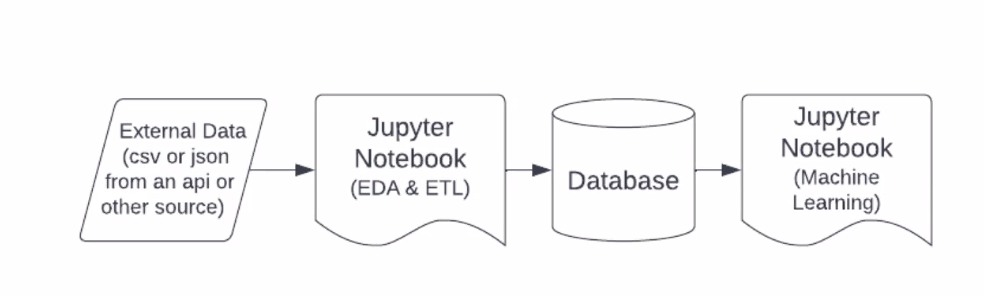 External Data
(csv or json
from an api or
other source)
Jupyter
Notebook
(EDA & ETL)
Database
Jupyter
Notebook
(Machine
Learning)